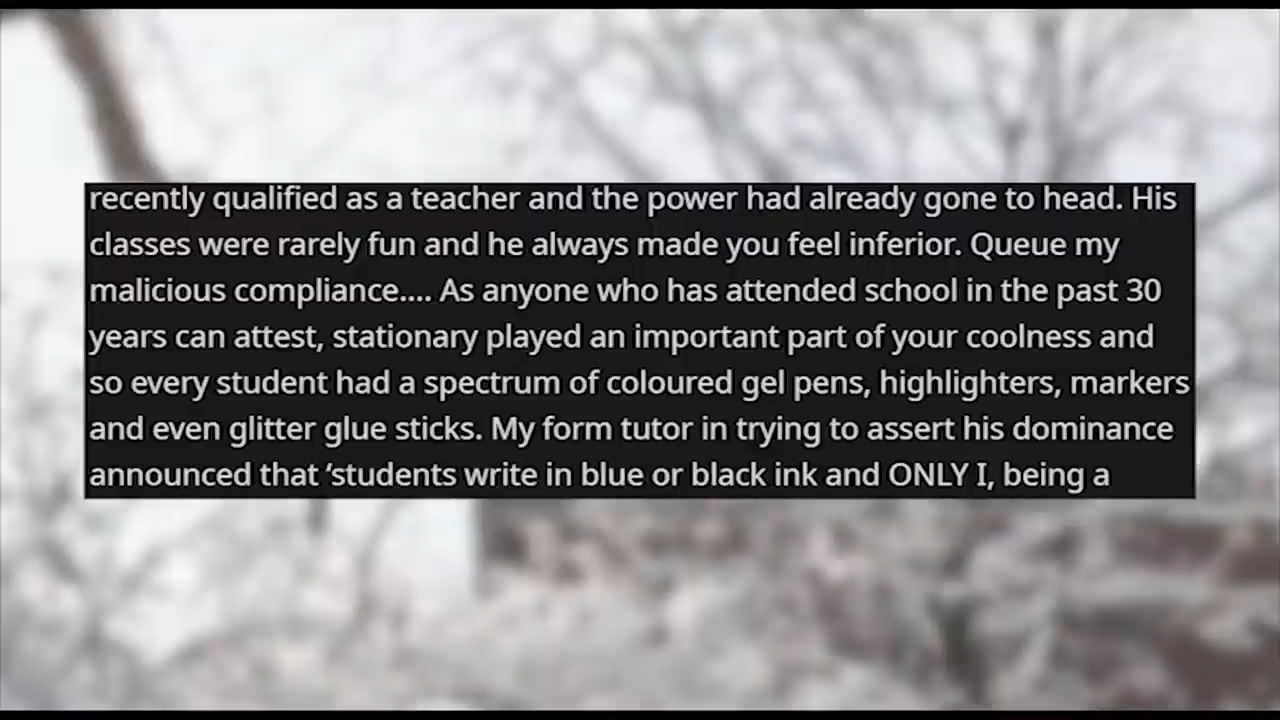 recently qualified as a teacher and the power had already gone to head. His
classes were rarely fun and he always made you feel inferior. Queue my
malicious compliance.... As anyone who has attended school in the past 30
years can attest, stationary played an important part of your coolness and
so every student had a spectrum of coloured gel pens, highlighters, markers
and even glitter glue sticks. My form tutor in trying to assert his dominance
announced that ‘students write in blue or black ink and ONLY I, being a